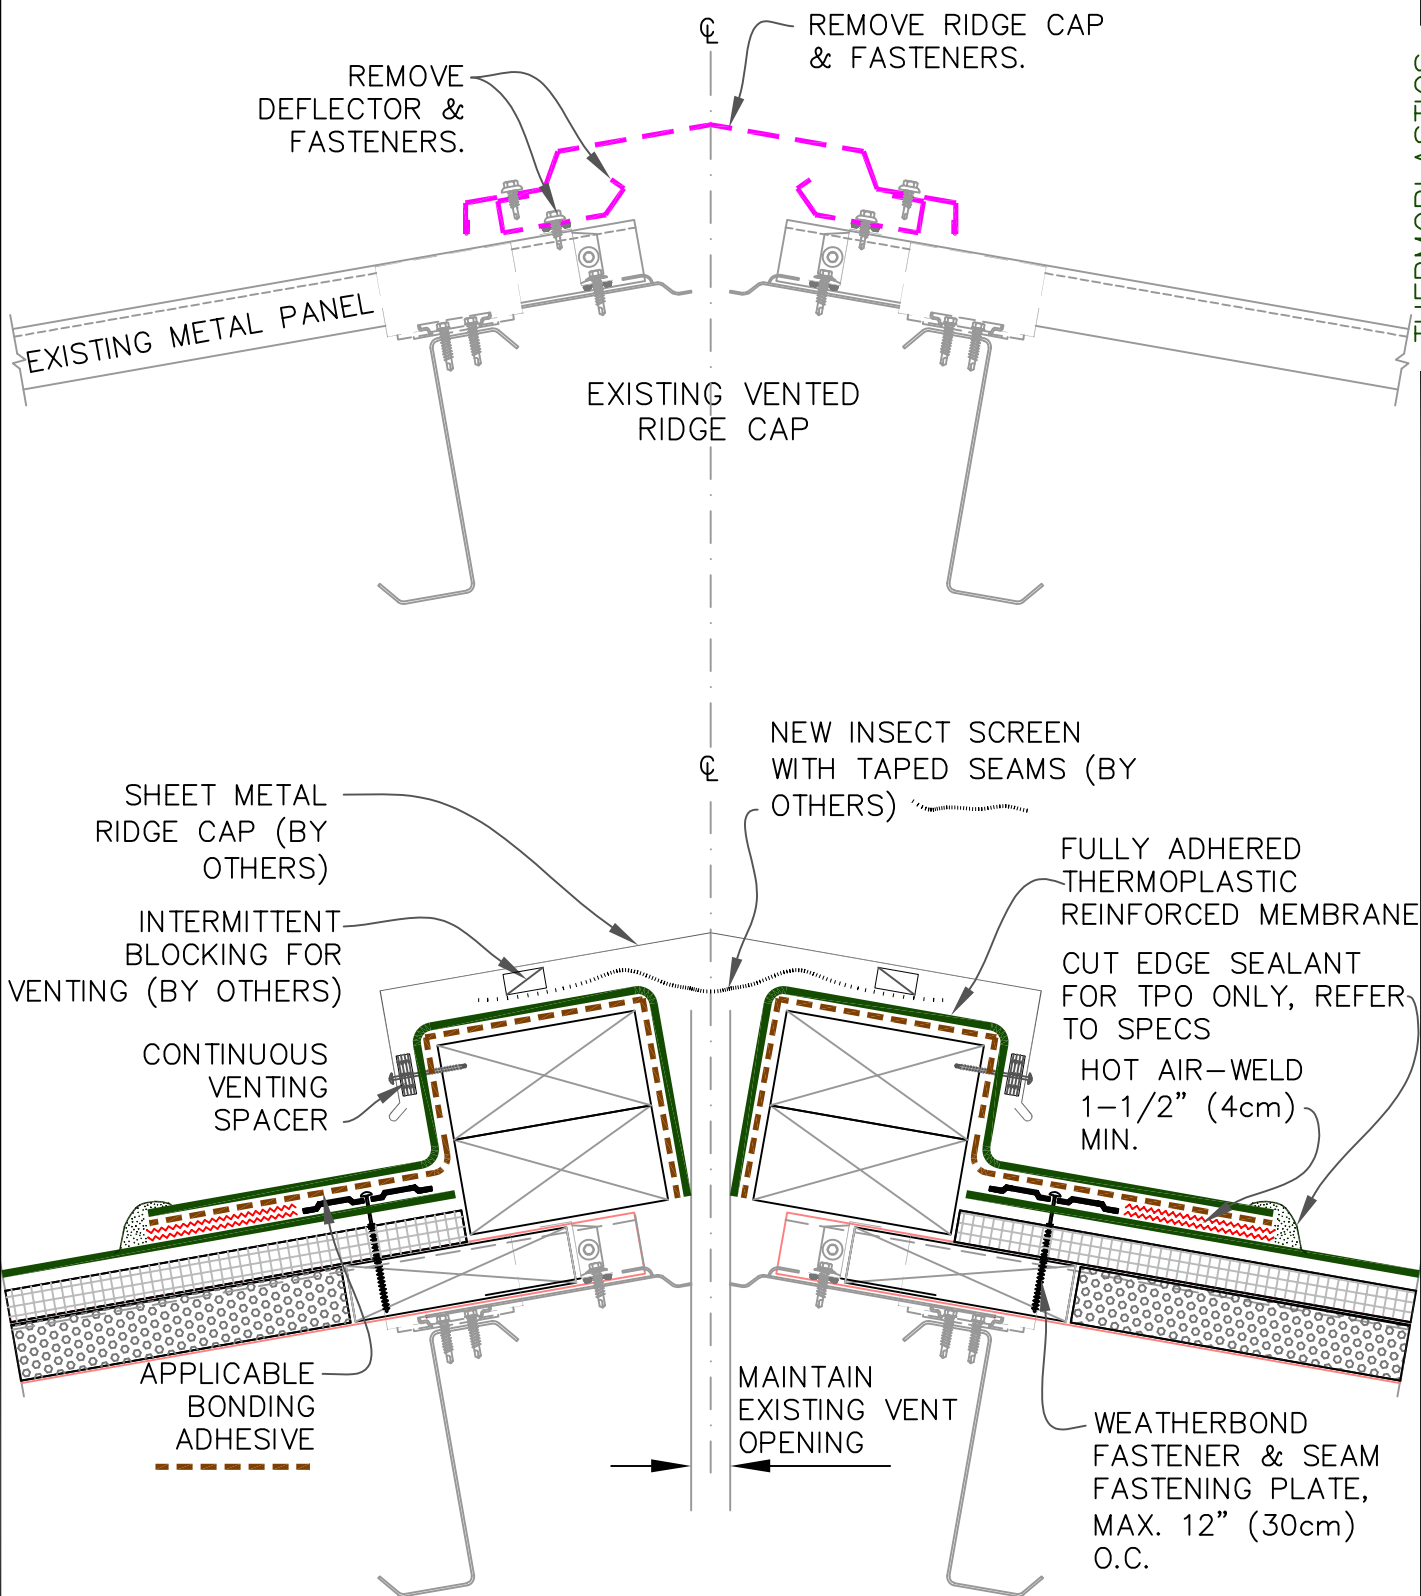 ℄
REMOVE RIDGE CAP
& FASTENERS.
REMOVE
DEFLECTOR &
FASTENERS.
EXISTING METAL PANEL
EXISTING VENTED
RIDGE CAP
℄
NEW INSECT SCREEN
WITH TAPED SEAMS (BY
OTHERS)
SHEET METAL
RIDGE CAP (BY
OTHERS)
FULLY ADHERED
THERMOPLASTIC
REINFORCED MEMBRANE
INTERMITTENT
BLOCKING FOR
VENTING (BY OTHERS)
CUT EDGE SEALANT
FOR TPO ONLY, REFER
TO SPECS
CONTINUOUS
VENTING
SPACER
HOT AIR-WELD
1-1/2" (4cm)
MIN.
APPLICABLE
BONDING
ADHESIVE
MAINTAIN
EXISTING VENT
OPENING
WEATHERBOND
FASTENER & SEAM
FASTENING PLATE,
MAX. 12" (30cm)
O.C.